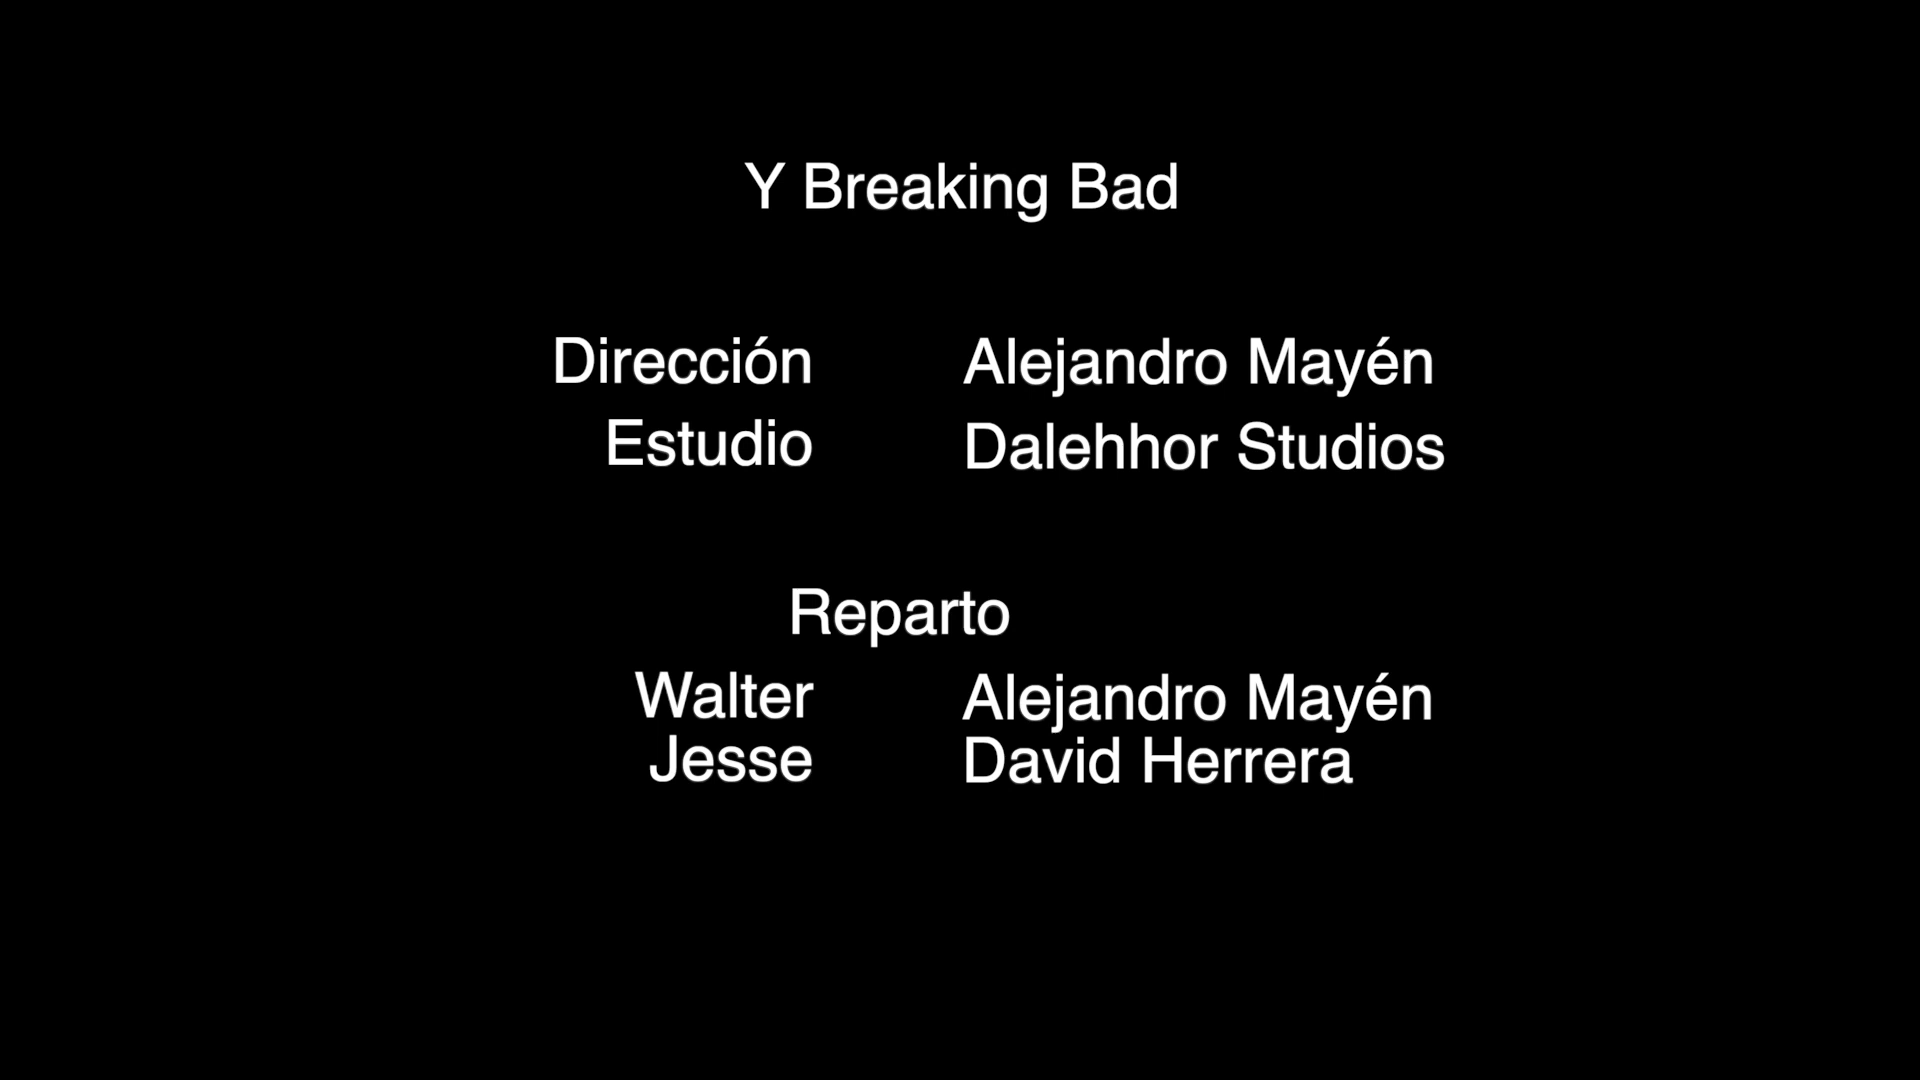 Y Breaking Bad
Dirección Alejandro Mayén
Estudio Dalehhor Studios
Reparto
Walter Alejandro Mayén
Jesse David Herrera